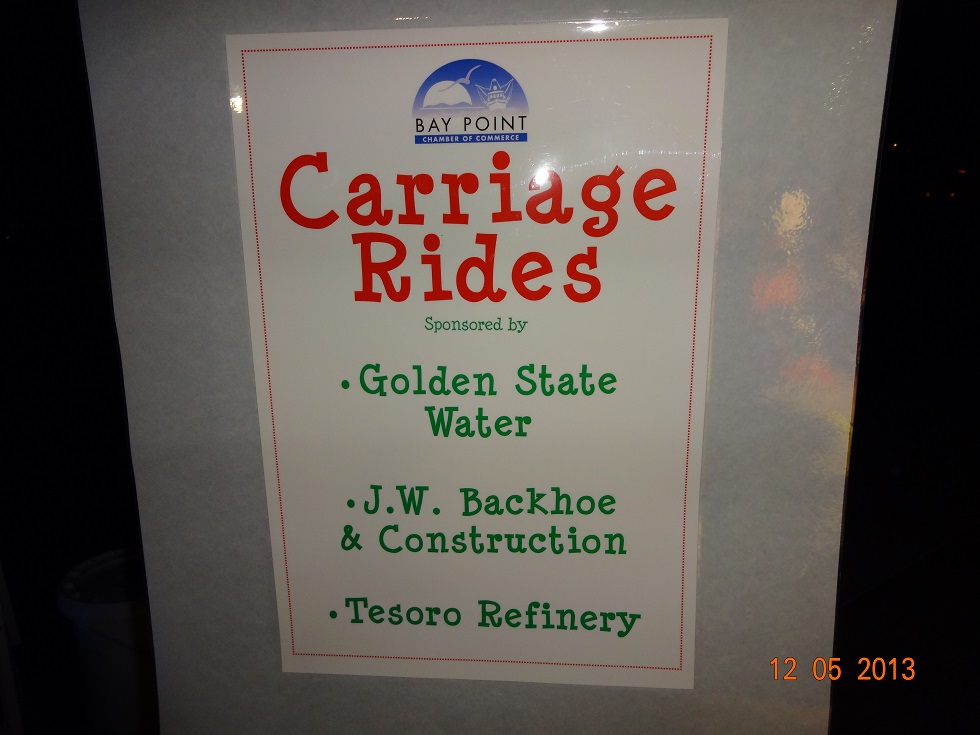 BAY POINT
CHAMBER OF COMMERCE
Carriage
Rides
Sponsored by
• Golden State
Water
• J.W. Backhoe
& Construction
• Tesoro Refinery
12 05 2013